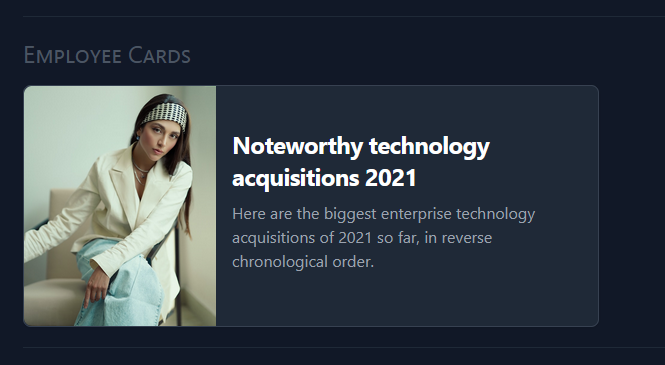 Employee Cards
Noteworthy technology
acquisitions 2021
Here are the biggest enterprise technology
acquisitions of 2021 so far, in reverse
chronological order.